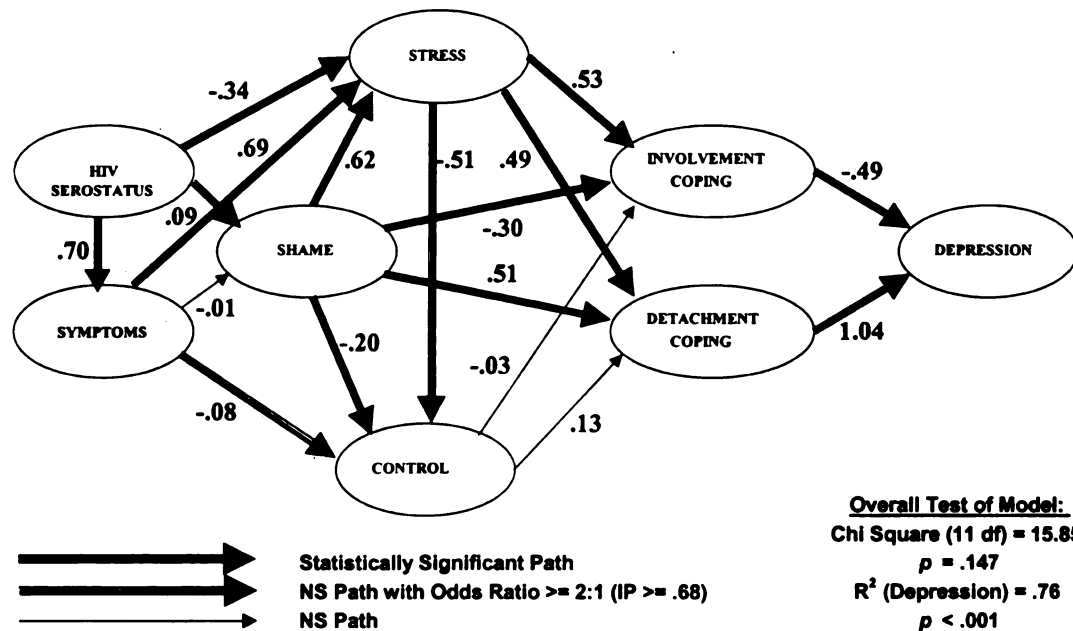 STRESS
-.34
.53
.69
.62
-.51
.49
HIV
SEROSTATUS
INVOLVEMENT
COPING
-.49
.09
.70
SHAME
-.30
DEPRESSION
.51
SYMPTOMS
-.01
DETACHMENT
COPING
1.04
-.20
-.03
-.08
.13
CONTROL
Overall Test of Model:
Chi Square (11 df) = 15.85
p = .147
R² (Depression) = .76
p < .001
Statistically Significant Path
NS Path with Odds Ratio >= 2:1 (IP >= .68)
NS Path